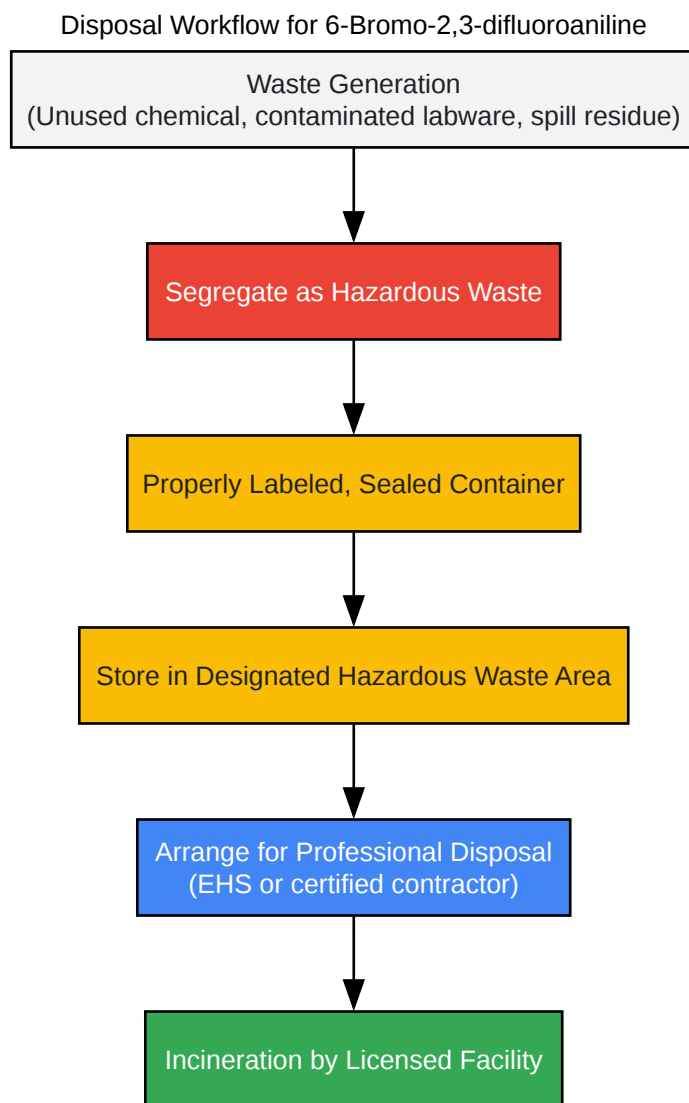 Disposal Workflow for 6-Bromo-2,3-difluoroaniline
Waste Generation
(Unused chemical, contaminated labware, spill residue)
Segregate as Hazardous Waste
Properly Labeled, Sealed Container
Store in Designated Hazardous Waste Area
Arrange for Professional Disposal
(EHS or certified contractor)
Incineration by Licensed Facility